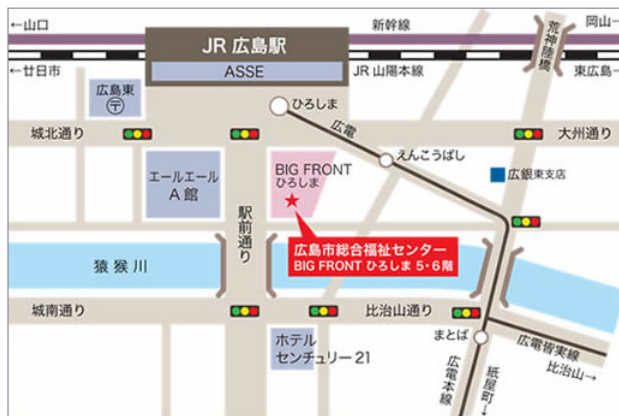 ←山口
新幹線
岡山→
JR 広島駅
荒神陸橋
ASSE
←廿日市
JR 山陽本線
東広島→
広島東
〒
ひろしま
広電
城北通り
大州通り
えんこうばし
エールエール
A 館
BIG FRONT
ひろしま
広銀東支店
駅前通り
広島市総合福祉センター
BIG FRONT ひろしま 5・6 階
猿猴川
城南通り
比治山通り
ホテル
センチュリー 21
まとば
広電皆実線
比治山→
広電本線
紙屋町